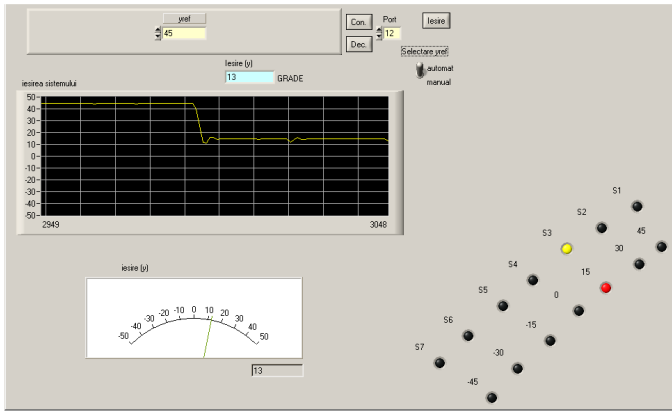 yref
45
Con.
Port
Iesire
12
Dec.
Selectare yref
automat
manual
Iesire (y)
13 GRADE
iesirea sistemului
50
40
30
20
10
0
-10
-20
-30
-40
-50
2949 3048
S1
S2
S3 45
30
S4 15
S5 0
S6 -15
S7 -30
-45
iesire (y)
-50 -40 -30 -20 -10 0 10 20 30 40 50
13